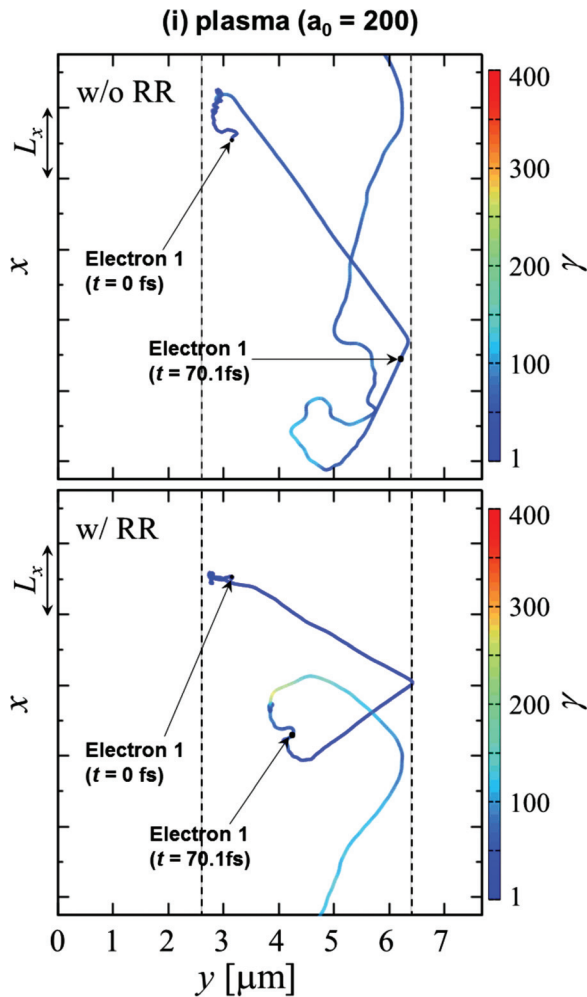 (i) plasma (a₀ = 200)
w/o RR
Lₓ
x
Electron 1
(t = 0 fs)
Electron 1
(t = 70.1fs)
400
300
200
100
1
γ
w/ RR
Lₓ
x
Electron 1
(t = 0 fs)
Electron 1
(t = 70.1fs)
400
300
200
100
1
γ
0 1 2 3 4 5 6 7
y [μm]